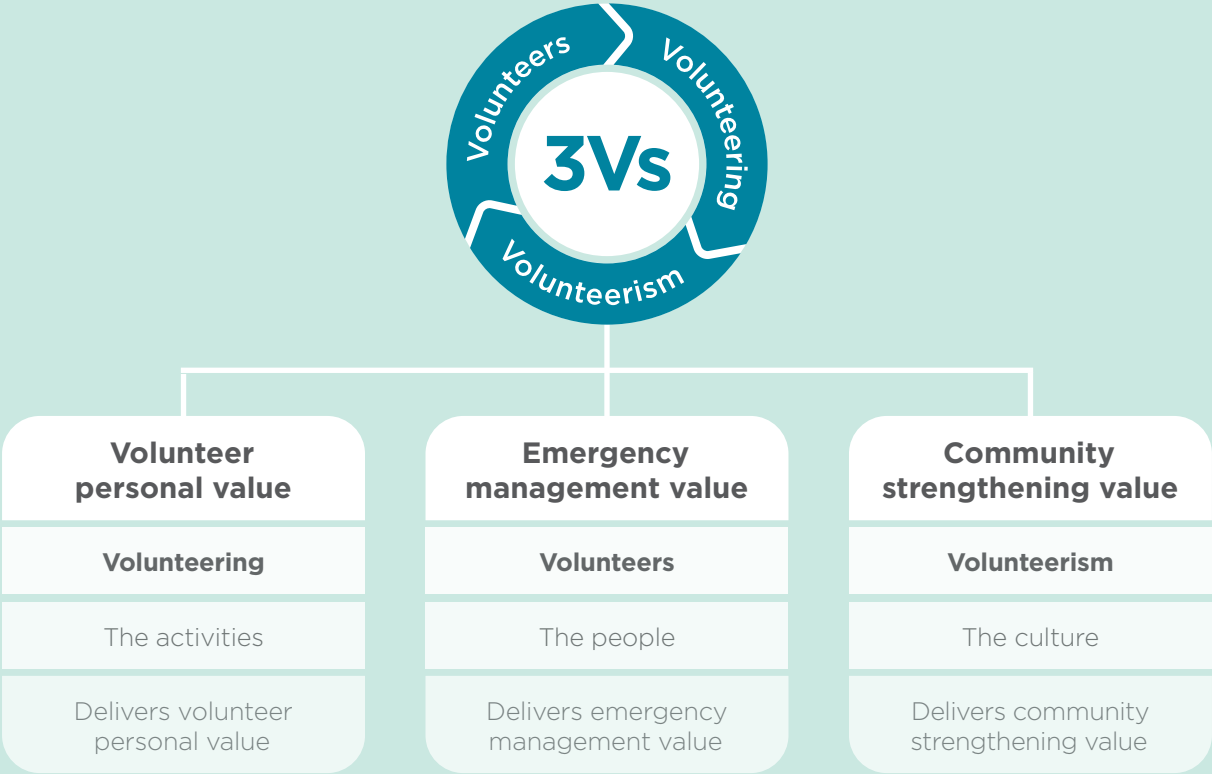 Volunteers
Volunteering
3Vs
Volunteerism
Volunteer
personal value
Volunteering
The activities
Delivers volunteer
personal value
Emergency
management value
Volunteers
The people
Delivers emergency
management value
Community
strengthening value
Volunteerism
The culture
Delivers community
strengthening value